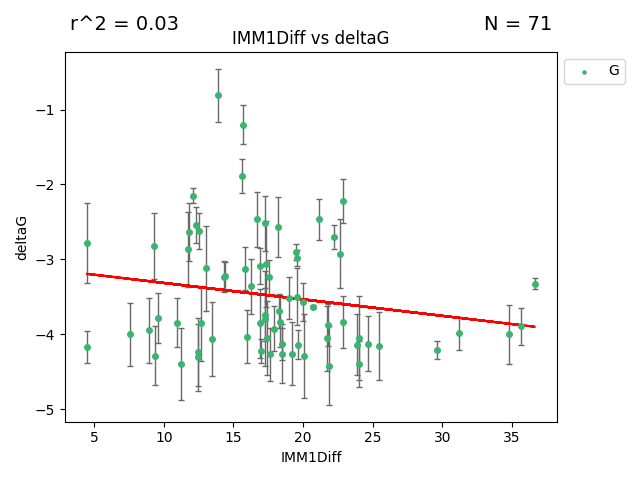 r^2 = 0.03
N = 71
IMM1Diff vs deltaG
G
deltaG
−1
−2
−3
−4
−5
5 10 15 20 25 30 35
IMM1Diff